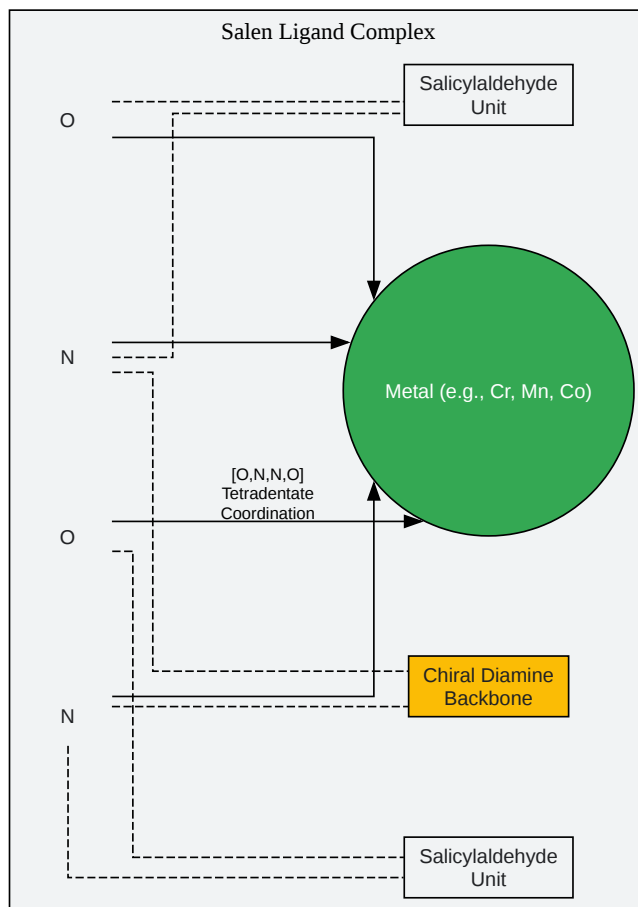 Salen Ligand Complex
Salicylaldehyde
Unit
O
N
Metal (e.g., Cr, Mn, Co)
[O,N,N,O]
Tetradentate
Coordination
O
Chiral Diamine
Backbone
N
Salicylaldehyde
Unit